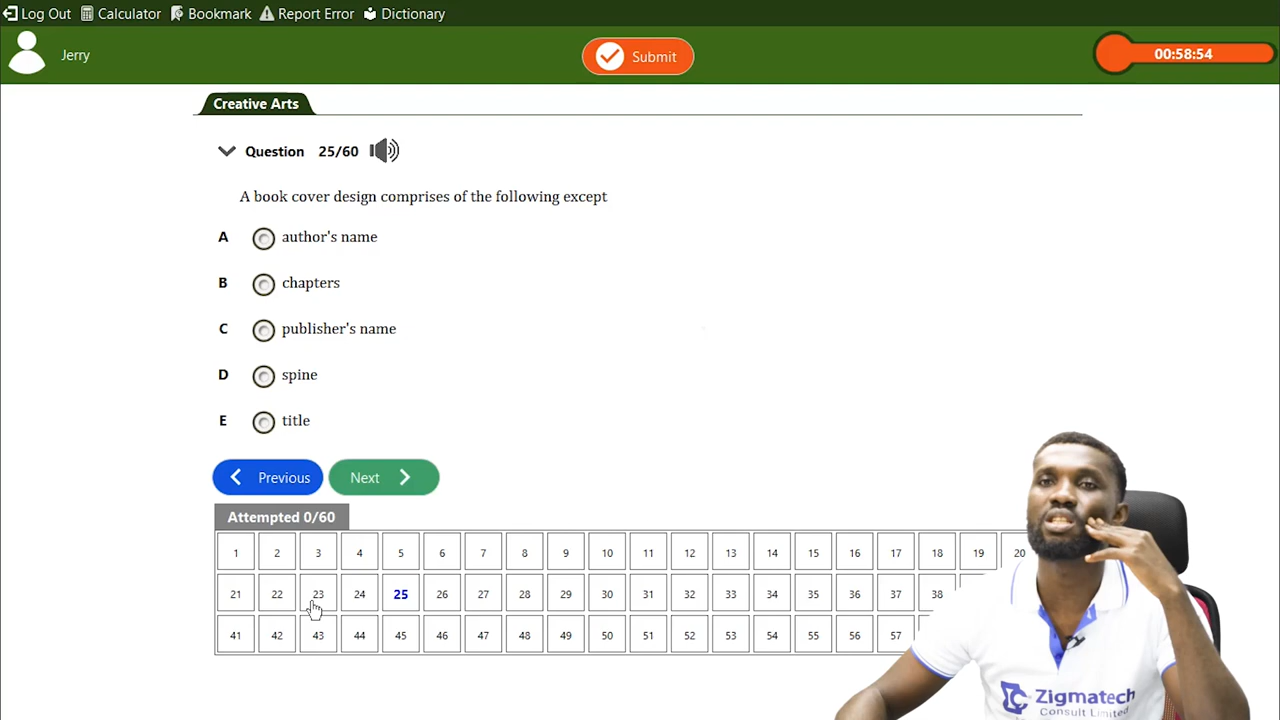 Log Out Calculator Bookmark Report Error Dictionary
Jerry
Submit
00:58:54
Creative Arts
Question 25/60
A book cover design comprises of the following except
A author's name
B chapters
C publisher's name
D spine
E title
Previous Next
Attempted 0/60
1 2 3 4 5 6 7 8 9 10 11 12 13 14 15 16 17 18 19 20
21 22 23 24 25 26 27 28 29 30 31 32 33 34 35 36 37 38
41 42 43 44 45 46 47 48 49 50 51 52 53 54 55 56 57
Zigmatech
Consult Limited